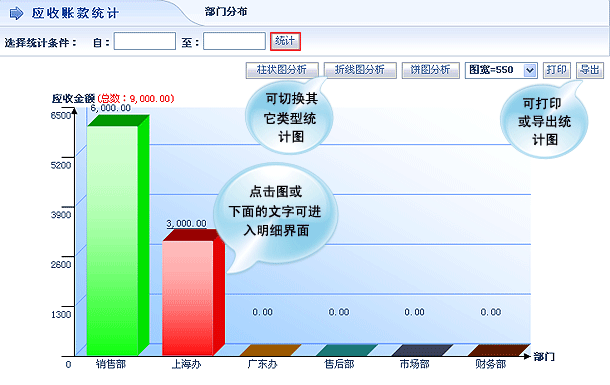 应收账款统计
部门分布
选择统计条件： 自： 至： 统计
柱状图分析 折线图分析 饼图分析 图宽=550 打印 导出
可切换其
它类型统
计图
可打印
或导出统
计图
应收金额(总数：9,000.00)
6500
6,000.00
5200
点击图或
下面的文字可进
入明细界面
3900
3,000.00
2600
1300
0.00 0.00 0.00 0.00
0
销售部 上海办 广东办 售后部 市场部 财务部
部门